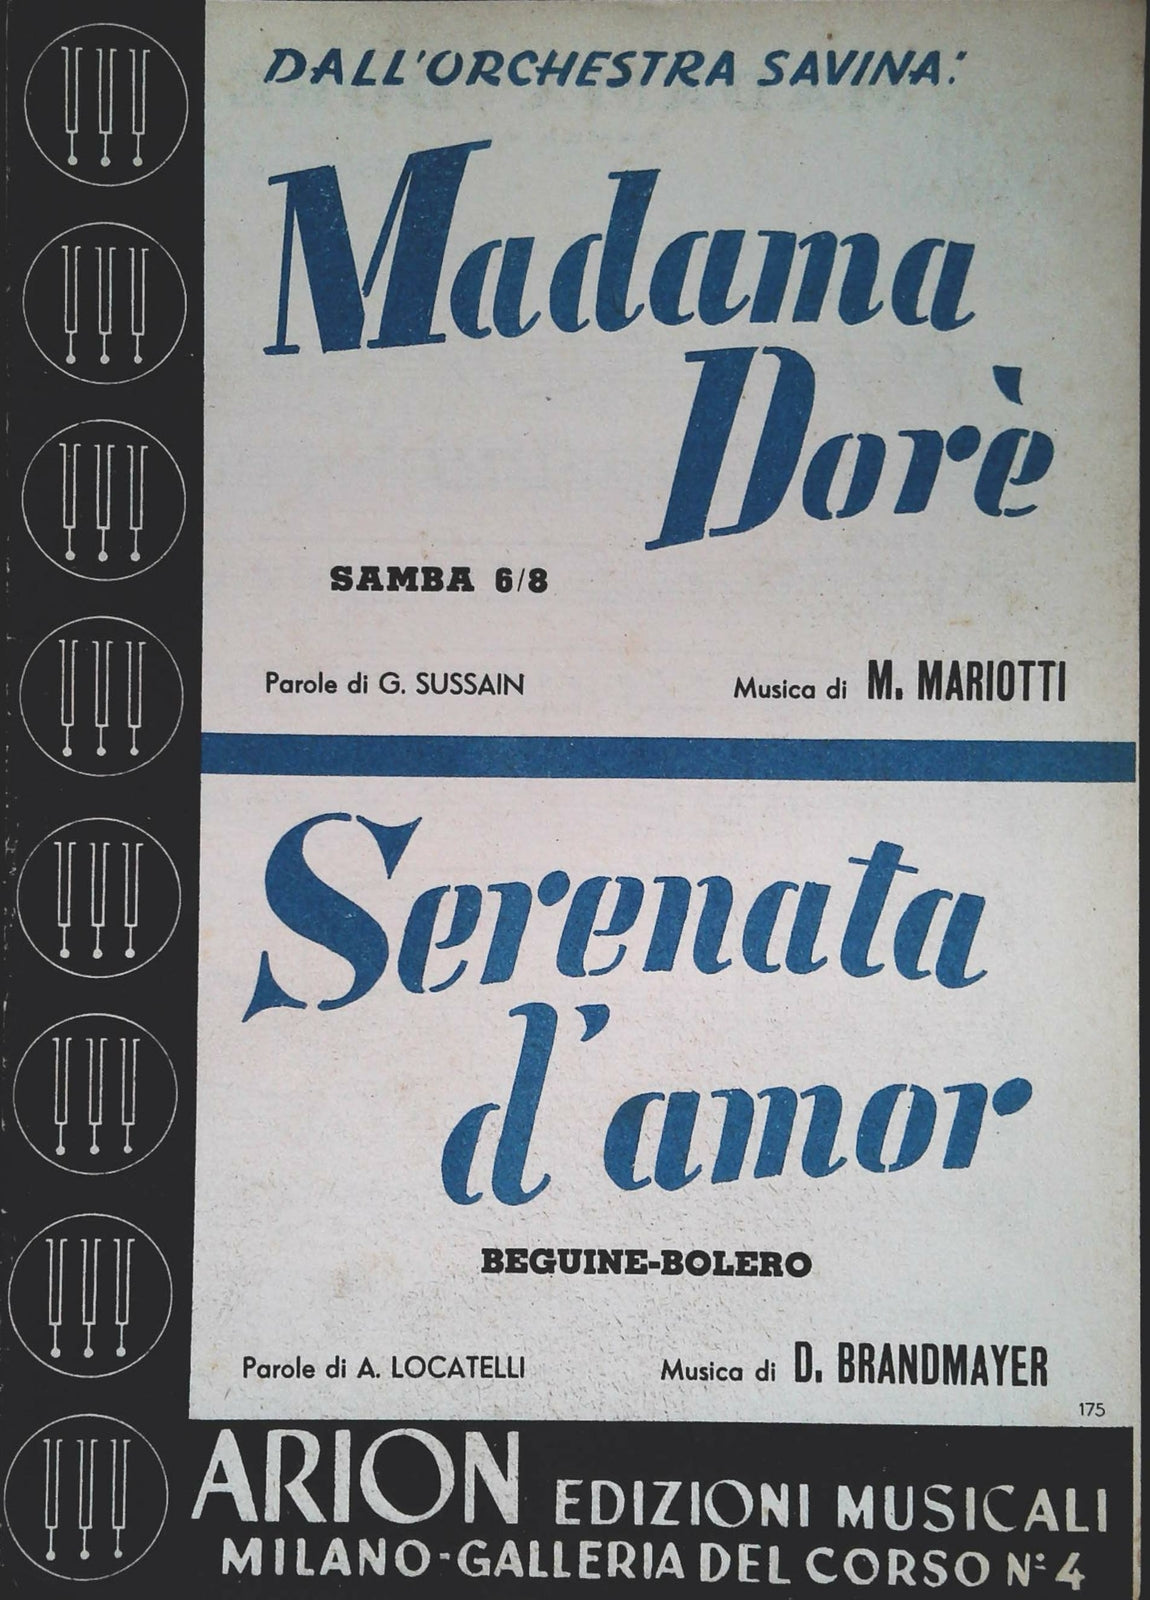 DALL'ORCHESTRA SAVINA:
Madama
Dorè
SAMBA 6/8
Parole di G. SUSSAIN Musica di M. MARIOTTI
Serenata
d'amor
BEGUINE-BOLERO
Parole di A. LOCATELLI Musica di D. BRANDMAYER
175
ARION EDIZIONI MUSICALI
MILANO-GALLERIA DEL CORSO N° 4